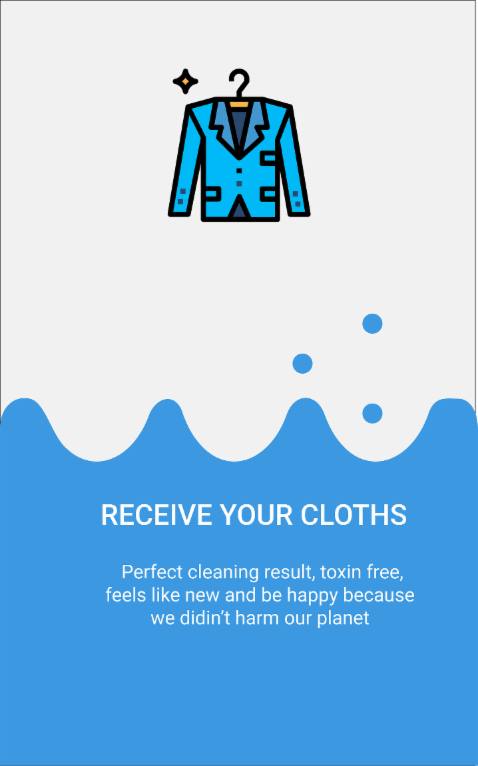 RECEIVE YOUR CLOTHS
Perfect cleaning result, toxin free,
feels like new and be happy because
we didin't harm our planet